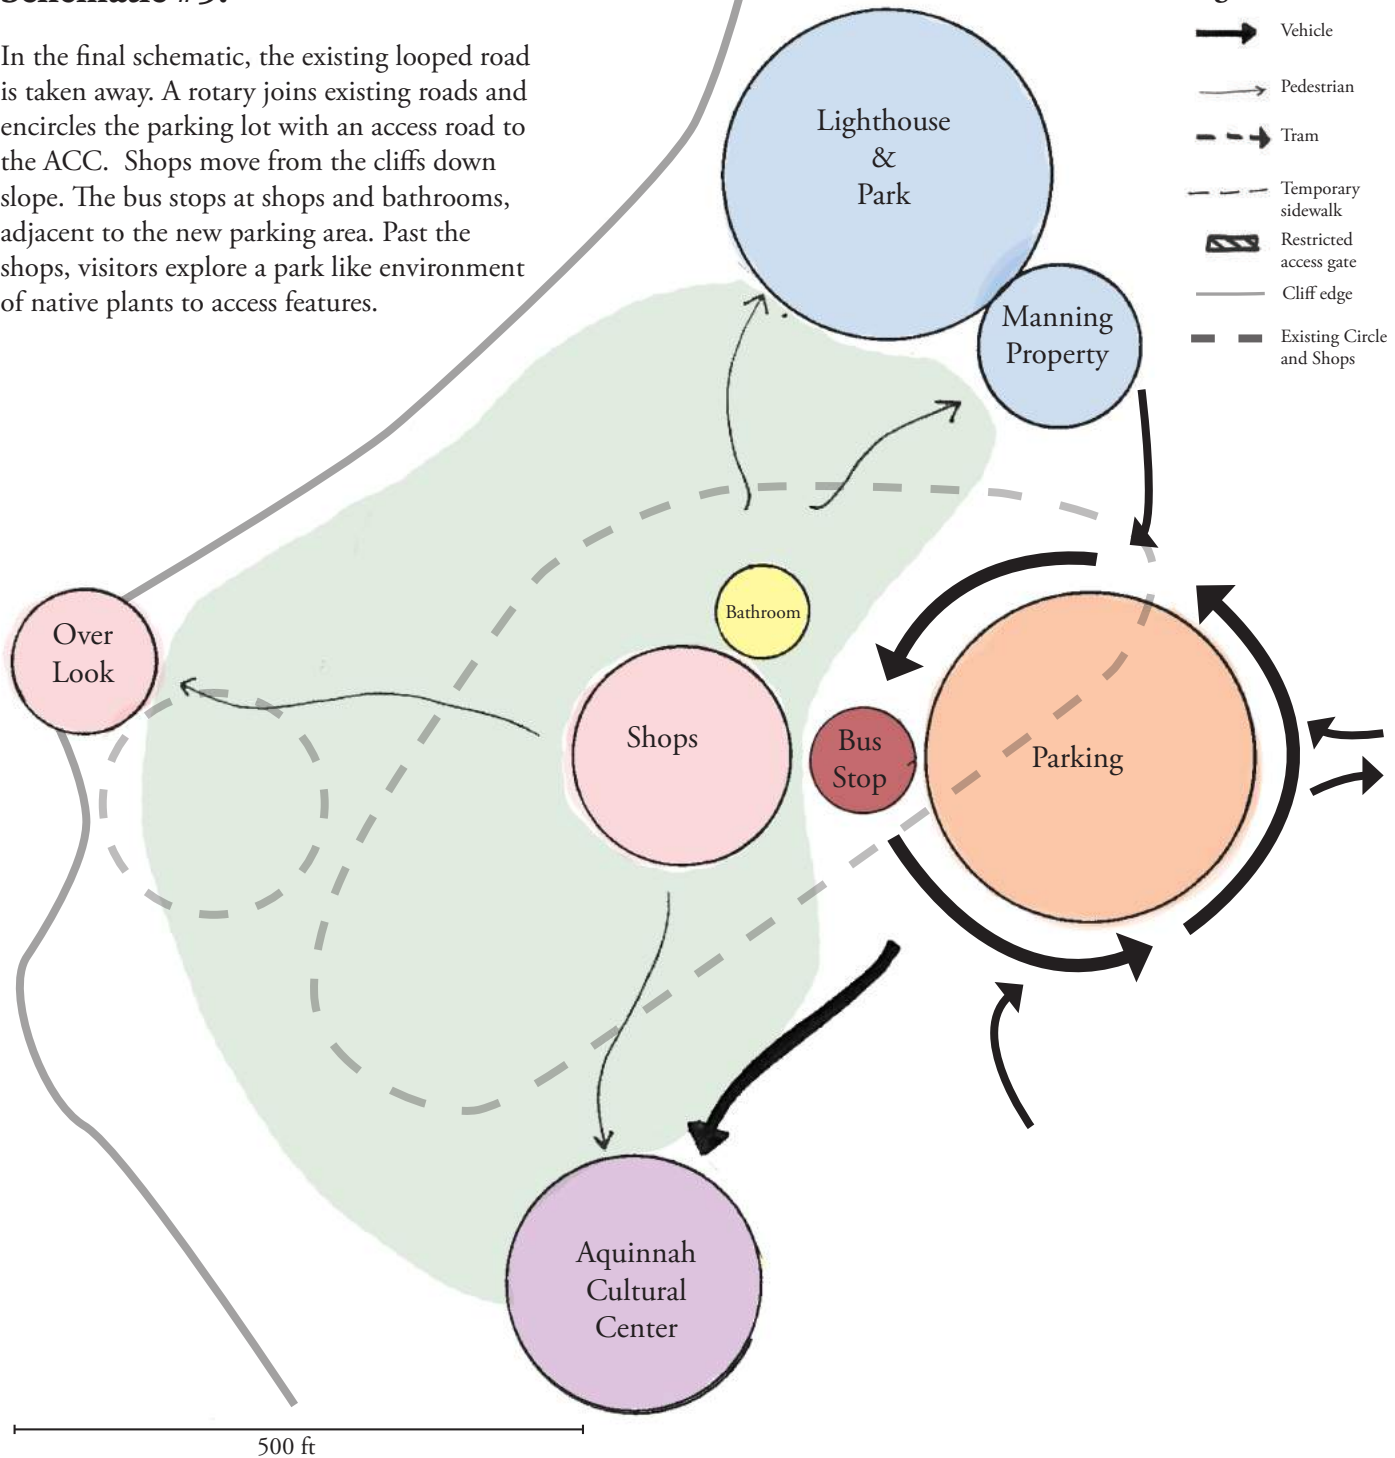 In the final schematic, the existing looped road
is taken away. A rotary joins existing roads and
encircles the parking lot with an access road to
the ACC.  Shops move from the cliffs down
slope. The bus stops at shops and bathrooms,
adjacent to the new parking area. Past the
shops, visitors explore a park like environment
of native plants to access features.
Vehicle
Pedestrian
Tram
Temporary
sidewalk
Restricted
access gate
Cliff edge
Existing Circle
and Shops
Lighthouse
&
Park
Manning
Property
Bathroom
Over
Look
Shops
Bus
Stop
Parking
Aquinnah
Cultural
Center
500 ft